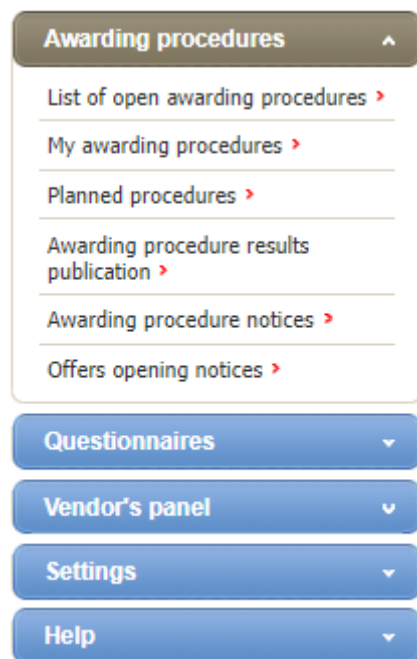 Awarding procedures
List of open awarding procedures
My awarding procedures
Planned procedures
Awarding procedure results
publication
Awarding procedure notices
Offers opening notices
Questionnaires
Vendor's panel
Settings
Help